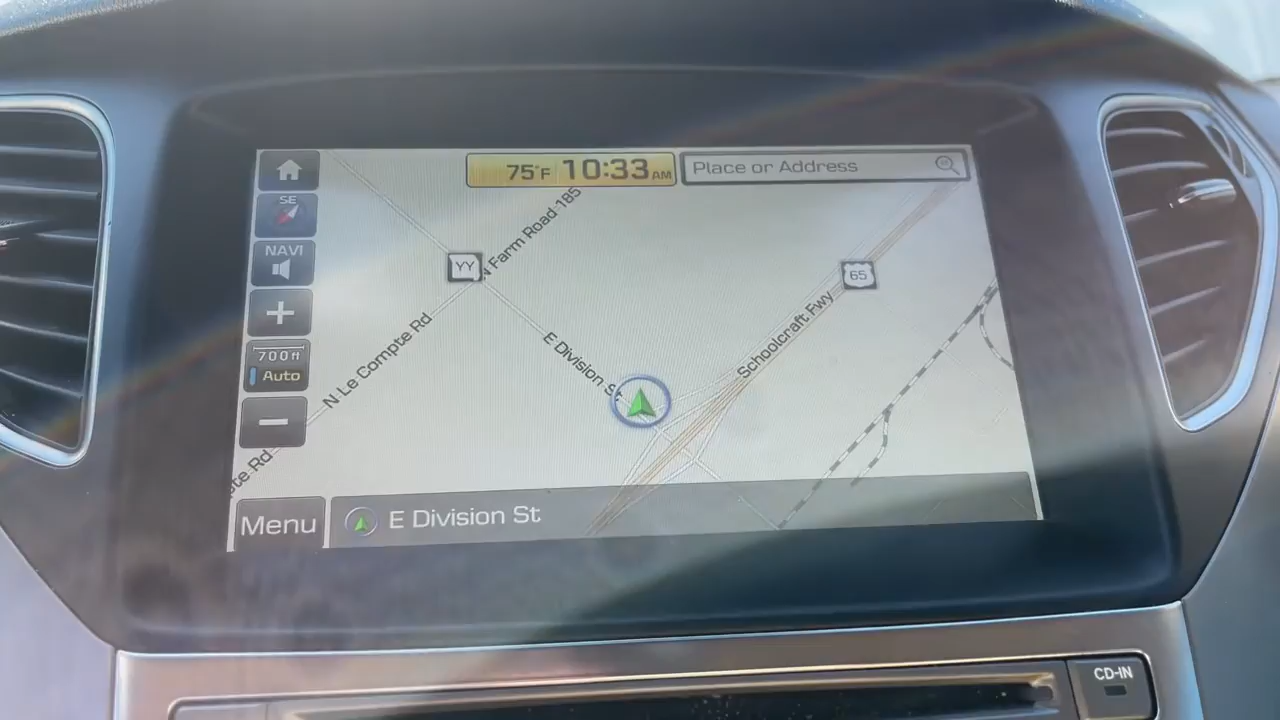 75°F 10:33 AM
Place or Address
SE
NAVI
700ft
Auto
N Farm Road 185
YY
65
N Le Compte Rd
E Division St
Schoolcraft Fwy
Rd
Menu
E Division St
CD-IN